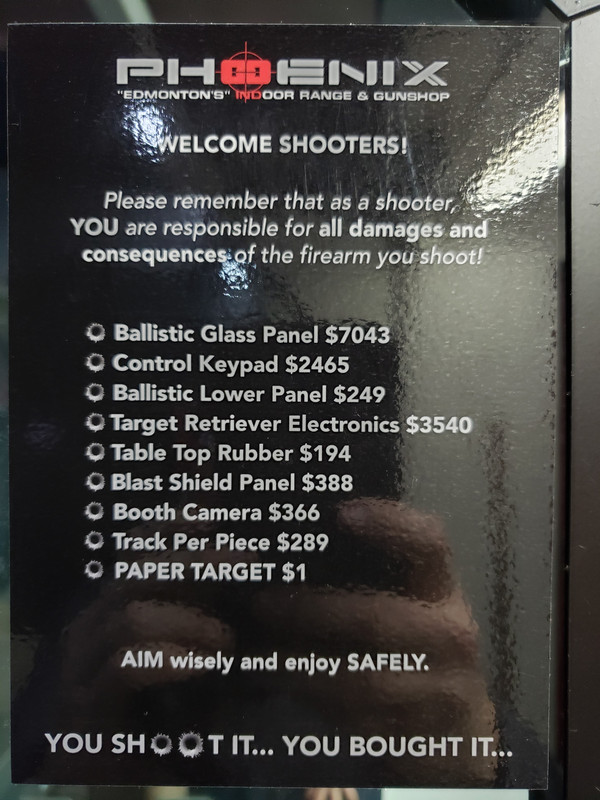 PHOENIX
"EDMONTON'S" INDOOR RANGE & GUNSHOP
WELCOME SHOOTERS!
Please remember that as a shooter,
YOU are responsible for all damages and
consequences of the firearm you shoot!
Ballistic Glass Panel $7043
Control Keypad $2465
Ballistic Lower Panel $249
Target Retriever Electronics $3540
Table Top Rubber $194
Blast Shield Panel $388
Booth Camera $366
Track Per Piece $289
PAPER TARGET $1
AIM wisely and enjoy SAFELY.
YOU SHOOT IT... YOU BOUGHT IT...